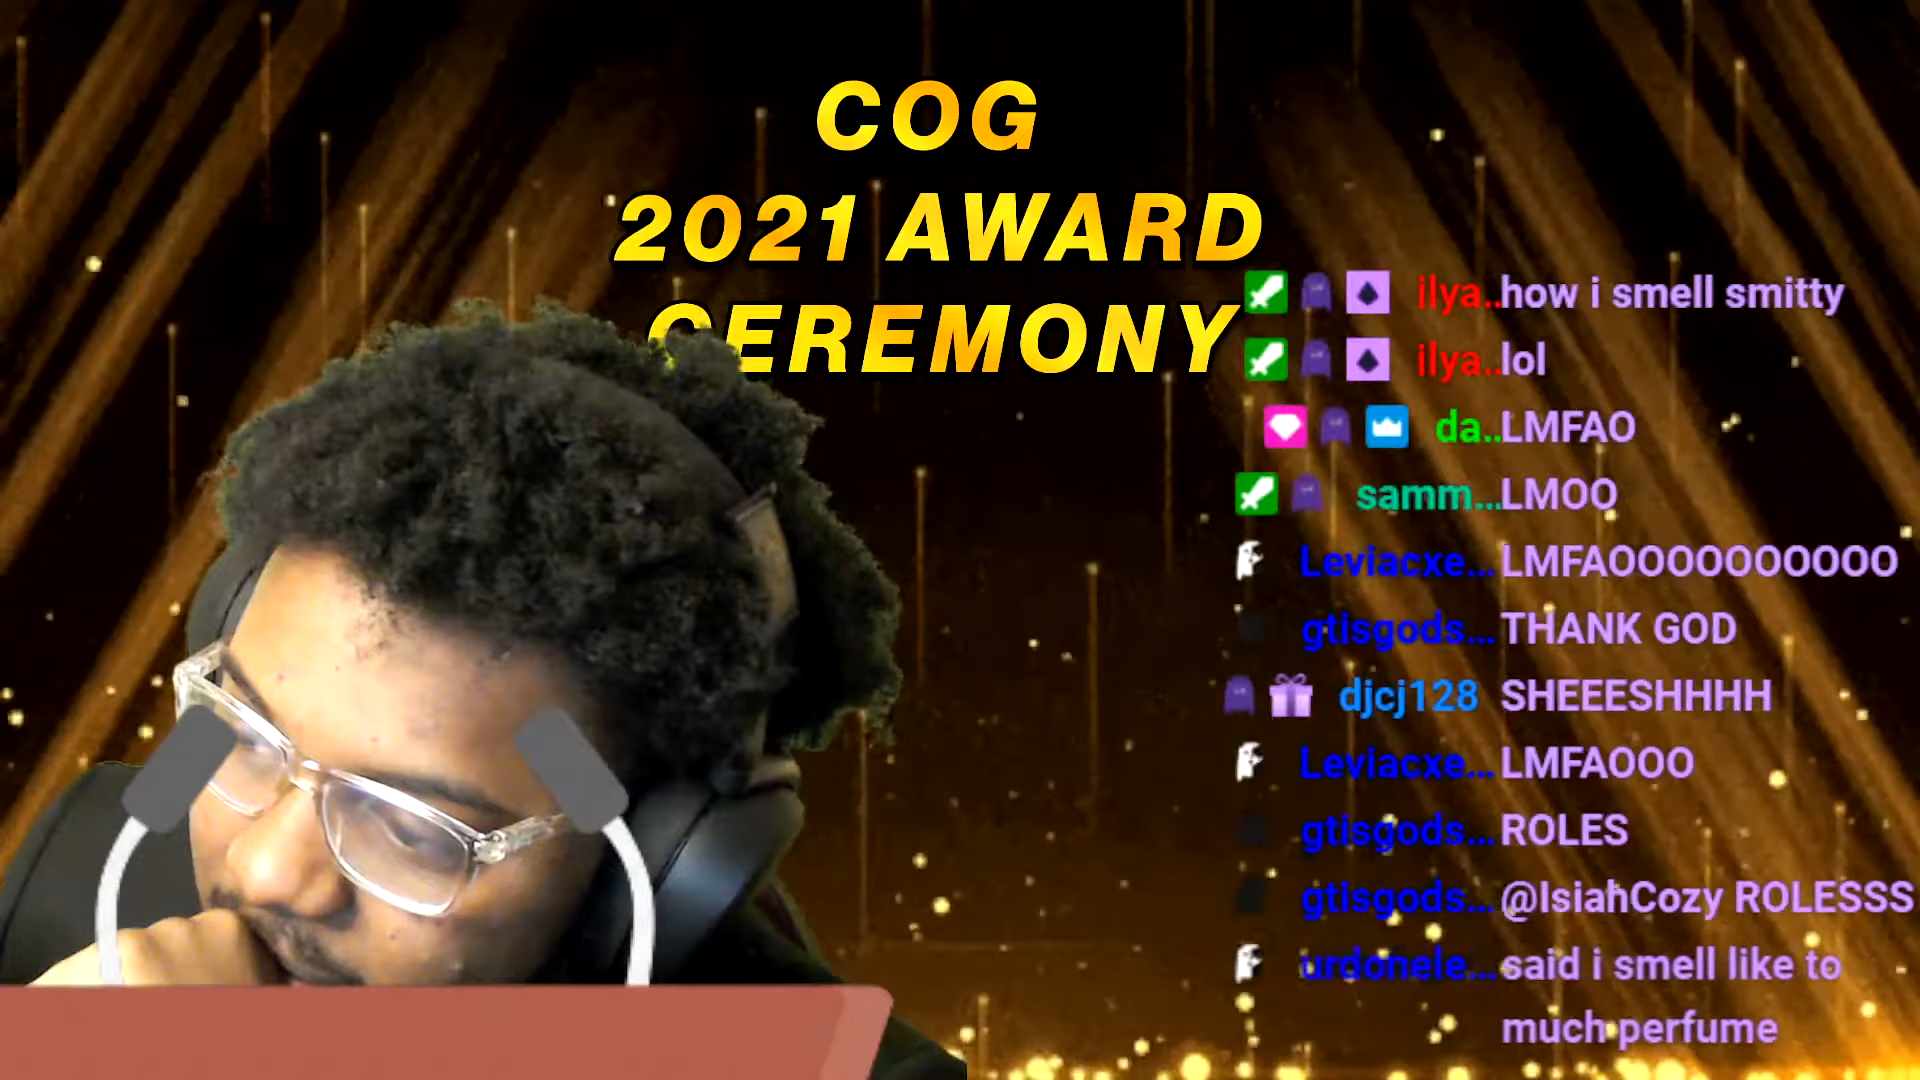 COG
2021 AWARD
CEREMONY
ilya..how i smell smitty
ilya..lol
da..LMFAO
samm...LMOO
Leviacxe...LMFAOOOOOOOOOO
gtisgods...THANK GOD
djcj128 SHEEESHHHH
Leviacxe...LMFAOOO
gtisgods...ROLES
gtisgods...@IsiahCozy ROLESSS
urdonele...said i smell like to
much perfume